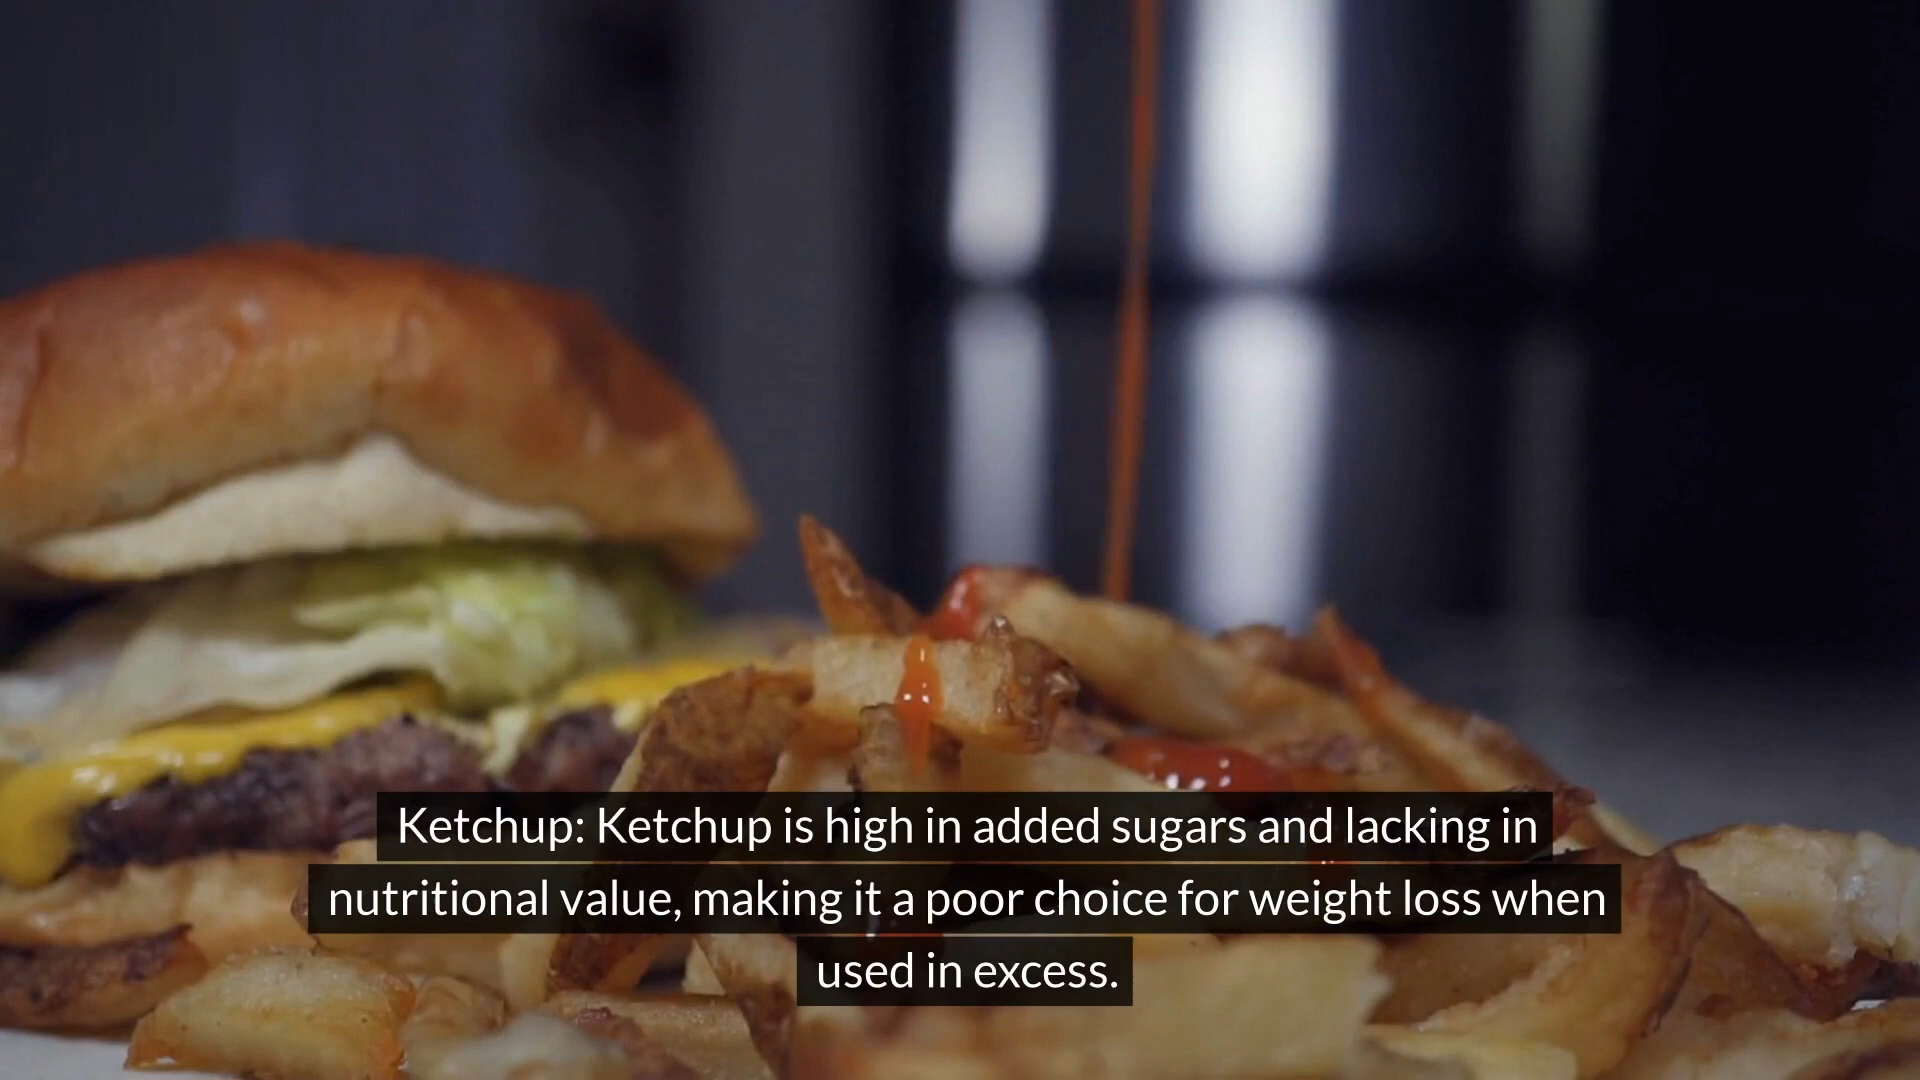 Ketchup: Ketchup is high in added sugars and lacking in
nutritional value, making it a poor choice for weight loss when
used in excess.